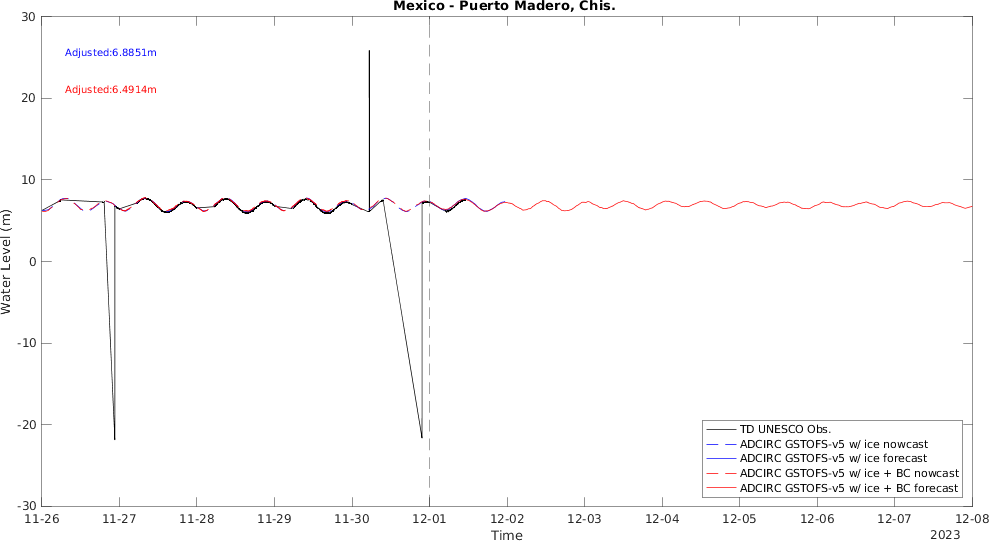 Mexico - Puerto Madero, Chis.
30
20
10
0
-10
-20
-30
Water Level (m)
Adjusted:6.8851m
Adjusted:6.4914m
TD UNESCO Obs.
ADCIRC GSTOFS-v5 w/ ice nowcast
ADCIRC GSTOFS-v5 w/ ice forecast
ADCIRC GSTOFS-v5 w/ ice + BC nowcast
ADCIRC GSTOFS-v5 w/ ice + BC forecast
11-26 11-27 11-28 11-29 11-30 12-01 12-02 12-03 12-04 12-05 12-06 12-07 12-08
Time
2023